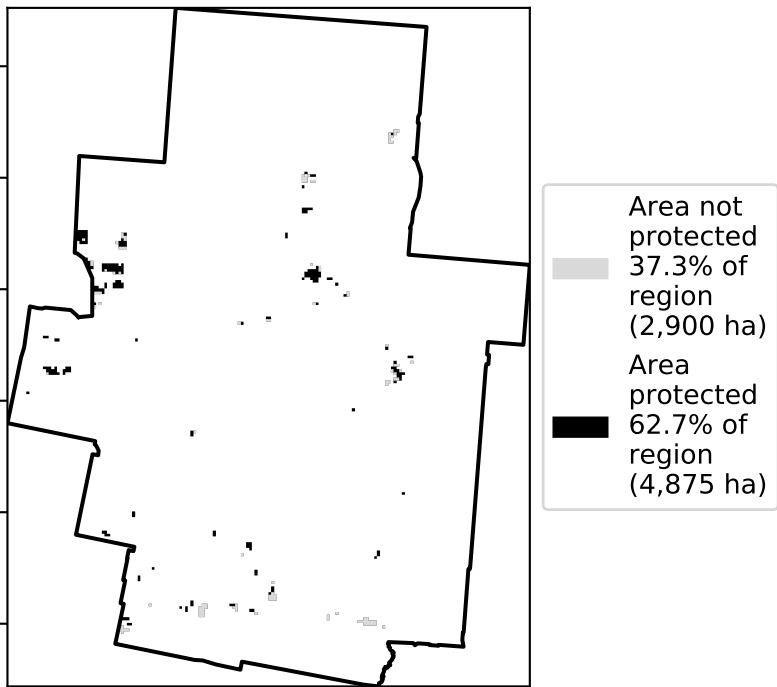 Area not
protected
37.3% of
region
(2,900 ha)
Area
protected
62.7% of
region
(4,875 ha)